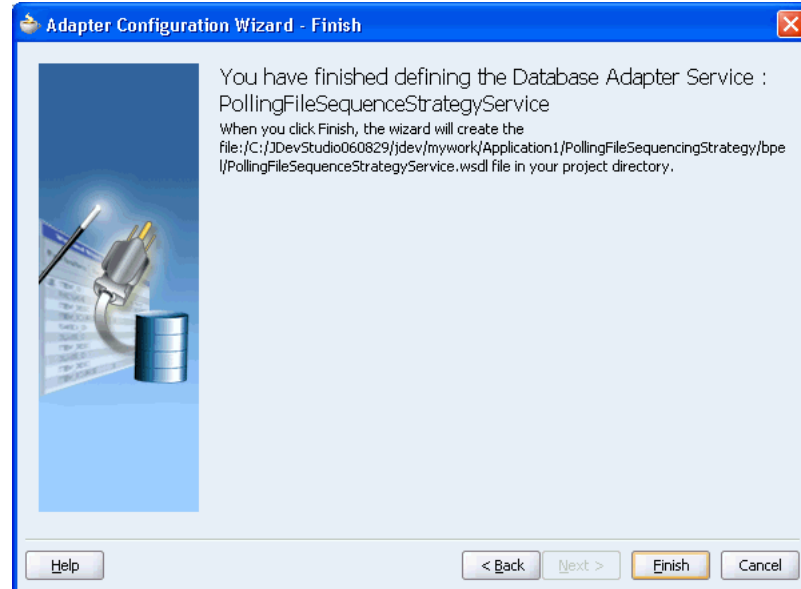 Adapter Configuration Wizard - Finish
You have finished defining the Database Adapter Service :
PollingFileSequenceStrategyService
When you click Finish, the wizard will create the
file:/C:/JDevStudio060829/jdev/mywork/Application1/PollingFileSequencingStrategy/bpe
l/PollingFileSequenceStrategyService.wsdl file in your project directory.
Help
< Back
Next >
Finish
Cancel